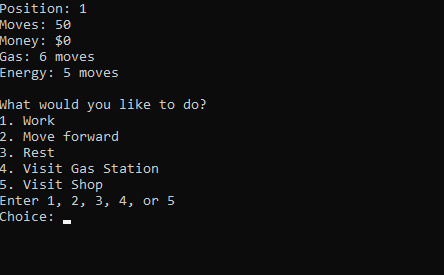 Position: 1
Moves: 50
Money: $0
Gas: 6 moves
Energy: 5 moves
What would you like to do?
1. Work
2. Move forward
3. Rest
4. Visit Gas Station
5. Visit Shop
Enter 1, 2, 3, 4, or 5
Choice: